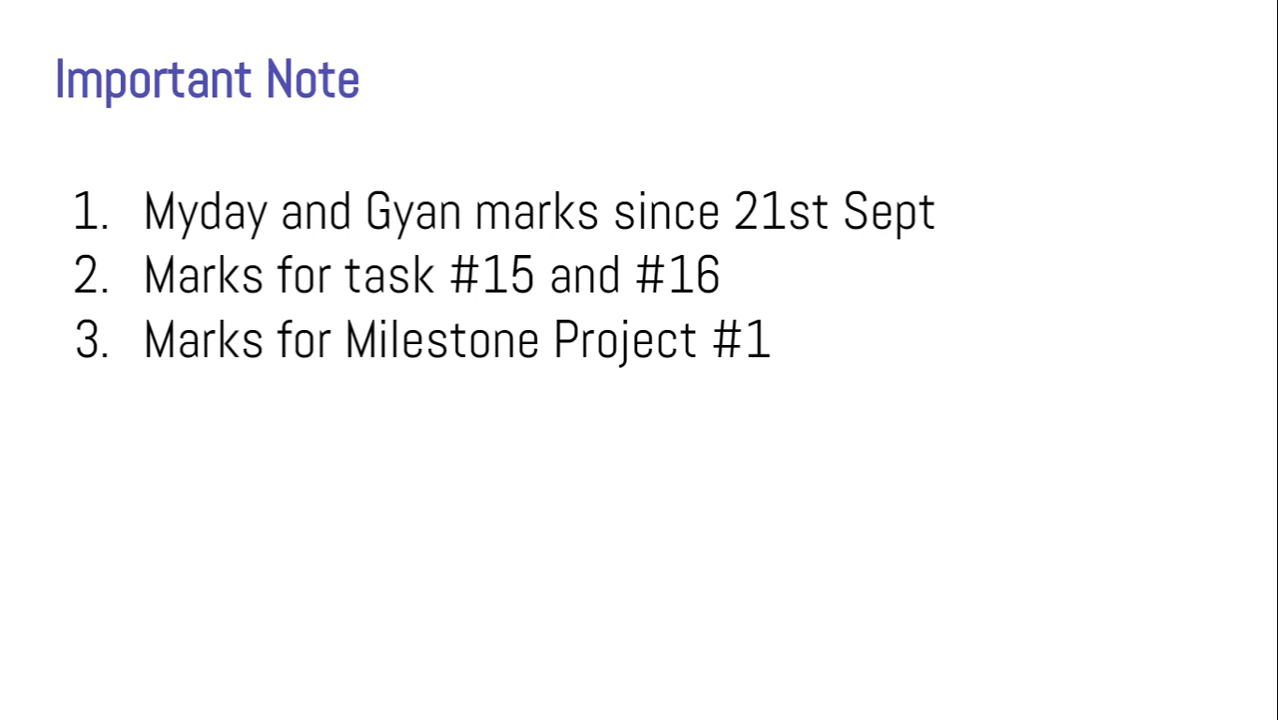 Important Note
1. Myday and Gyan marks since 21st Sept
2. Marks for task #15 and #16
3. Marks for Milestone Project #1